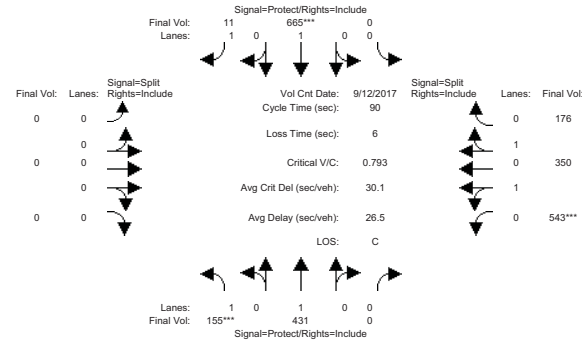 Signal=Protect/Rights=Include
Final Vol: 11 665*** 0
Lanes: 1 0 1 0 0
Signal=Split
Final Vol: Lanes: Rights=Include
Vol Cnt Date: 9/12/2017
Signal=Split
Rights=Include Lanes: Final Vol:
Cycle Time (sec): 90
0 0
0 176
Loss Time (sec): 6
0
1
0 0
Critical V/C: 0.793
0 350
0
Avg Crit Del (sec/veh): 30.1
1
0 0
Avg Delay (sec/veh): 26.5
0 543***
LOS: C
Lanes: 1 0 1 0 0
Final Vol: 155*** 431 0
Signal=Protect/Rights=Include